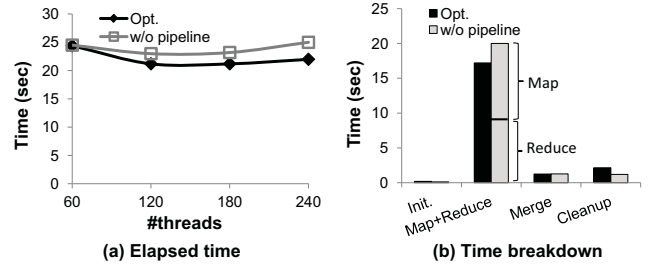 Opt.
w/o pipeline
30
25
20
15
10
5
0
Time (sec)
60
120
180
240
#threads
(a) Elapsed time
Opt.
w/o pipeline
25
20
15
10
5
0
Time (sec)
Map
Reduce
Init.
Map+Reduce
Merge
Cleanup
(b) Time breakdown